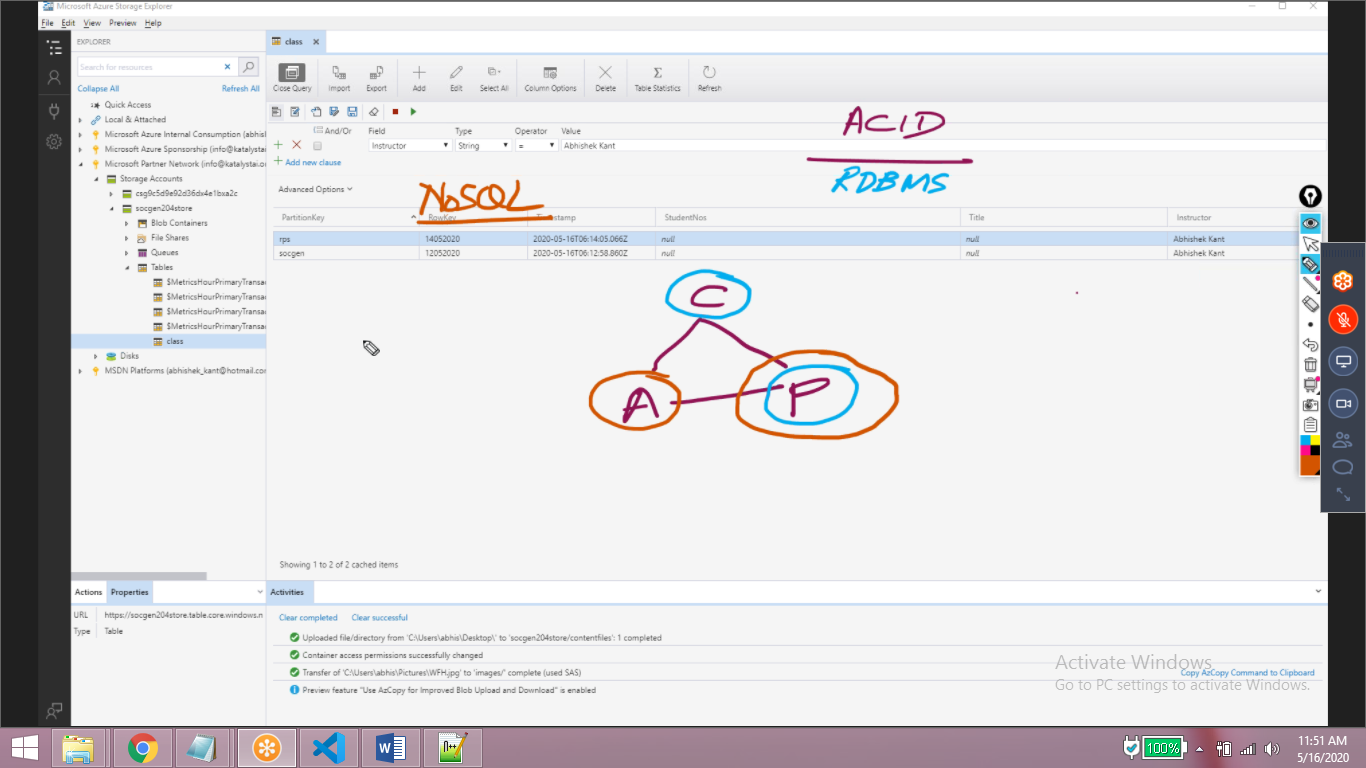 Microsoft Azure Storage Explorer
File Edit View Preview Help
EXPLORER
Search for resources
Collapse All Refresh All
Quick Access
Local & Attached
Microsoft Azure Internal Consumption (abhis
Microsoft Azure Sponsorship (info@katalystai.
Microsoft Partner Network (info@katalystai.o
Storage Accounts
csg9c5d9e92d36dx4e1bxa2c
socgen204store
Blob Containers
File Shares
Queues
Tables
$MetricsHourPrimaryTransa
$MetricsHourPrimaryTransa
$MetricsHourPrimaryTransa
$MetricsHourPrimaryTransa
class
Disks
MSDN Platforms (abhishek_kant@hotmail.co
Actions Properties
URL https://socgen204store.table.core.windows.n
Type Table
class
Close Query Import Export Add Edit Select All Column Options Delete Table Statistics Refresh
And/Or Field Type Operator Value
Instructor String = Abhishek Kant
Add new clause
Advanced Options
ACID
RDBMS
NoSQL
PartitionKey RowKey Timestamp StudentNos Title Instructor
rps 14052020 2020-05-16T06:14:05.066Z null null Abhishek Kant
socgen 12052020 2020-05-16T06:12:58.860Z null null Abhishek Kant
C
A P
Showing 1 to 2 of 2 cached items
Activities
Clear completed Clear successful
Uploaded file/directory from 'C:\Users\abhis\Desktop\' to 'socgen204store/contentfiles': 1 completed
Container access permissions successfully changed
Transfer of 'C:\Users\abhis\Pictures\WFH.jpg' to 'images/' complete (used SAS)
Copy AzCopy Command to Clipboard
Preview feature "Use AzCopy for Improved Blob Upload and Download" is enabled
Activate Windows
Go to PC settings to activate Windows.
100%
11:51 AM
5/16/2020